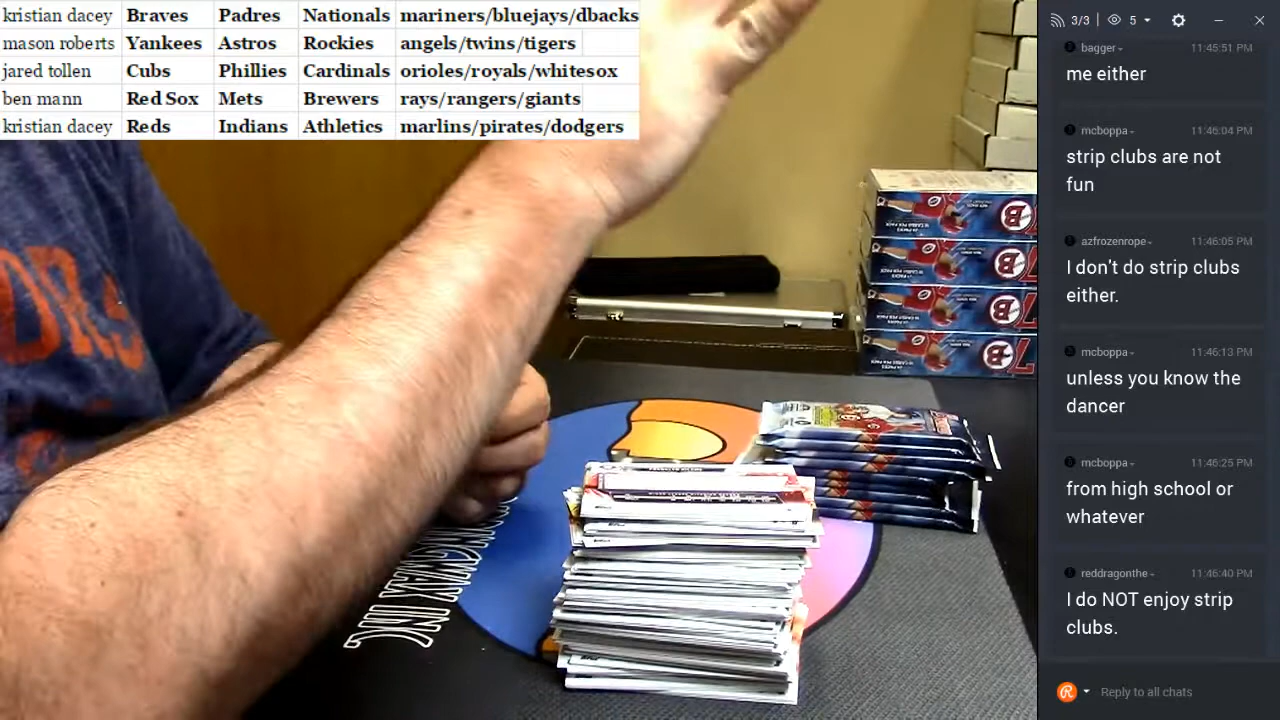 kristian dacey Braves Padres Nationals mariners/bluejays/dbacks
mason roberts Yankees Astros Rockies angels/twins/tigers
jared tollen Cubs Phillies Cardinals orioles/royals/whitesox
ben mann Red Sox Mets Brewers rays/rangers/giants
kristian dacey Reds Indians Athletics marlins/pirates/dodgers
3/3 5
bagger 11:45:51 PM
me either
mcboppa 11:46:04 PM
strip clubs are not
fun
azfrozenrope 11:46:05 PM
I don't do strip clubs
either.
mcboppa 11:46:13 PM
unless you know the
dancer
mcboppa 11:46:25 PM
from high school or
whatever
reddragonthe 11:46:40 PM
I do NOT enjoy strip
clubs.
Reply to all chats
ORS
INC
B
B
B
B